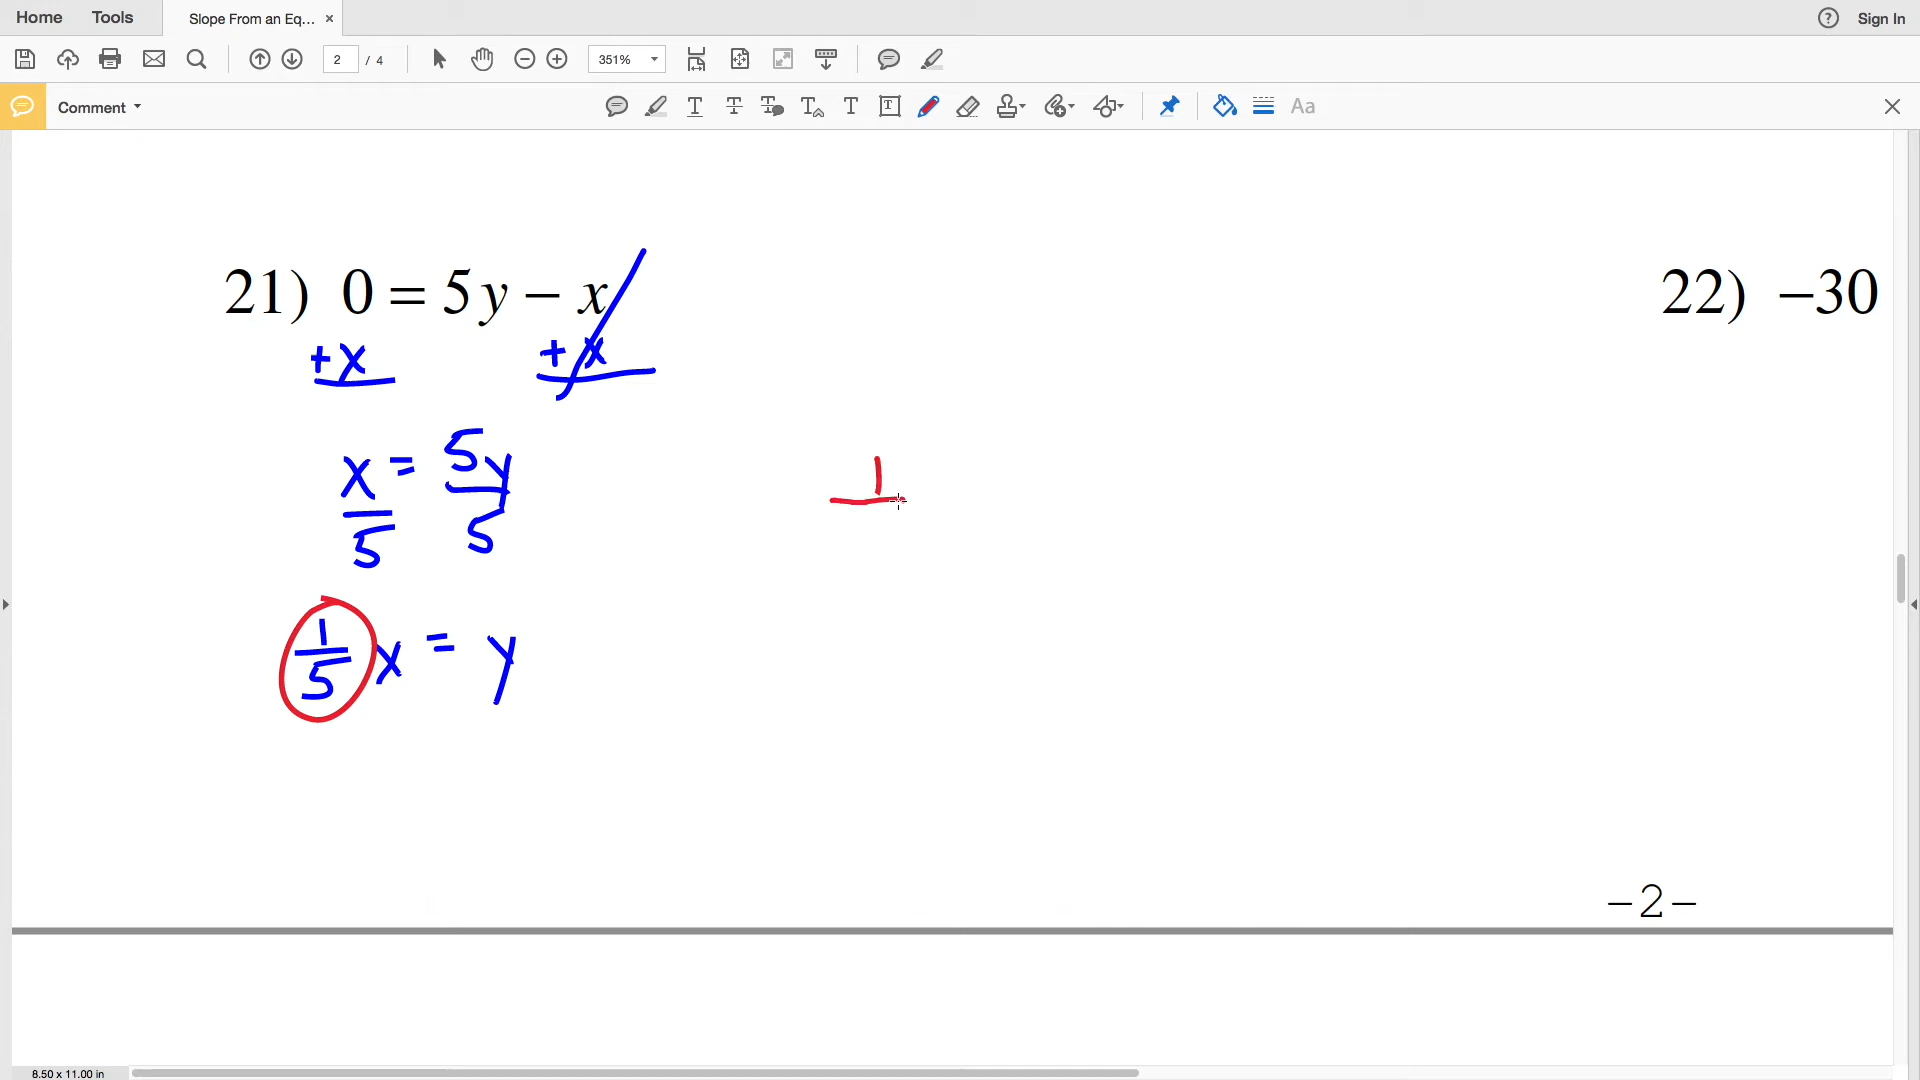 Home Tools Slope From an Eq... × ? Sign In
2 / 4 351%
Comment T T T T T T Aa
21) 0 = 5y − x 22) −30
+x +x
x = 5y
5 5
1
1/5 x = y
-2-
8.50 x 11.00 in